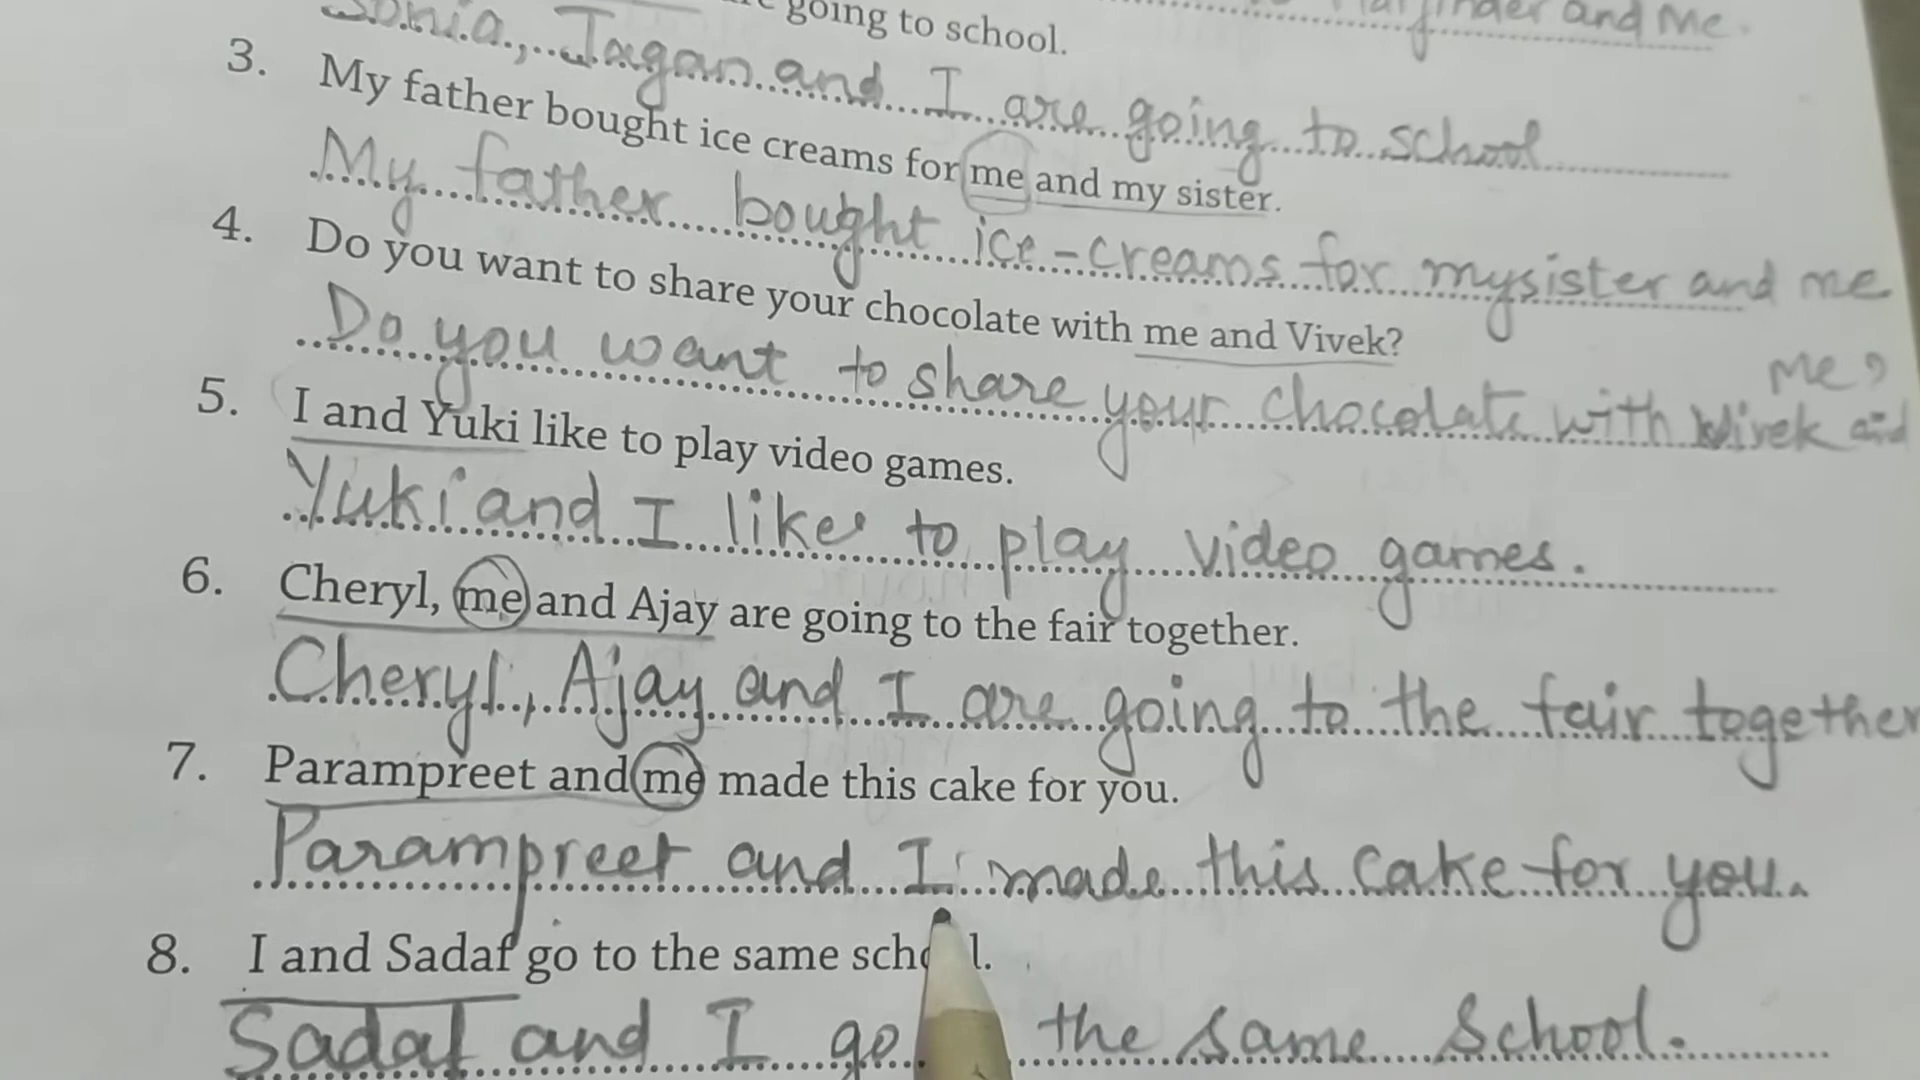 going to school.
Harjinder and me.
Sonia, Jagan and I are going to school
3. My father bought ice creams for me and my sister.
My father bought ice-creams for my sister and me
4. Do you want to share your chocolate with me and Vivek?
Do you want to share your chocolate with Vivek and
me?
5. I and Yuki like to play video games.
Yuki and I like to play video games.
6. Cheryl, me and Ajay are going to the fair together.
Cheryl, Ajay and I are going to the fair together
7. Parampreet and me made this cake for you.
Parampreet and I made this cake for you.
8. I and Sadaf go to the same school.
Sadaf and I go the same school.